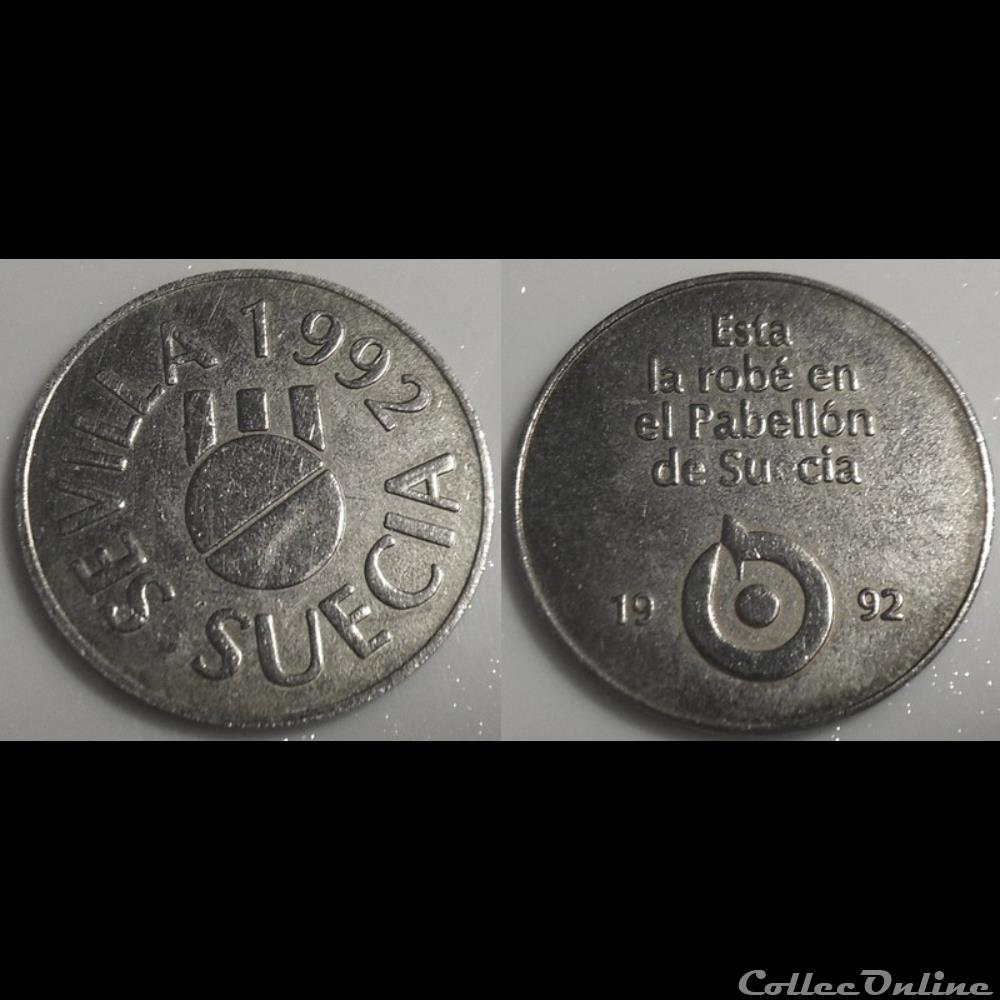 SEVILLA 1992
SUECIA
Esta
la robé en
el Pabellón
de Suecia
19 92
CollecOnline